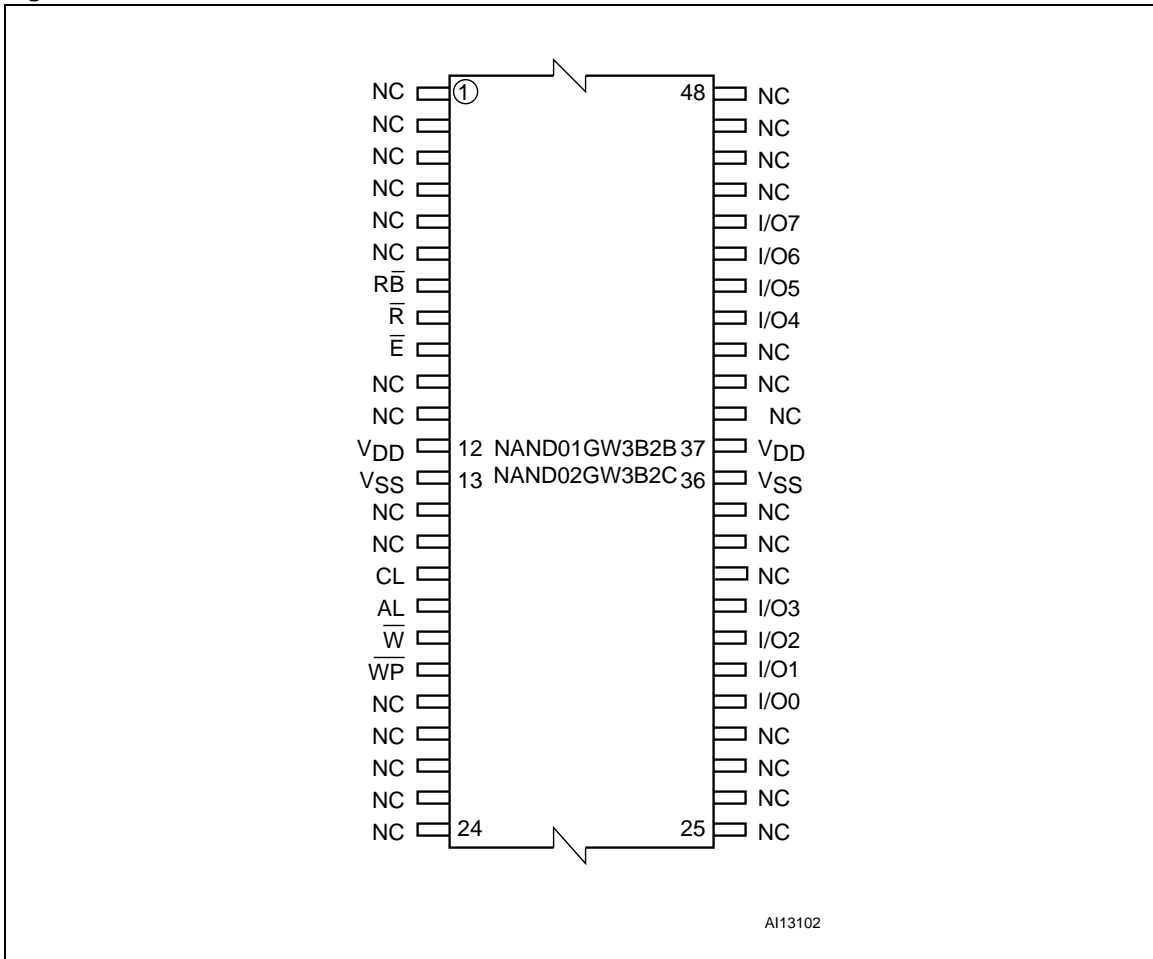 NC 1 48 NC
NC NC
NC NC
NC NC
NC I/O7
NC I/O6
RB̅ I/O5
R̅ I/O4
E̅ NC
NC NC
NC NC
VDD 12 NAND01GW3B2B 37 VDD
VSS 13 NAND02GW3B2C 36 VSS
NC NC
NC NC
CL NC
AL I/O3
W̅ I/O2
W̅P̅ I/O1
NC I/O0
NC NC
NC NC
NC NC
NC 24 25 NC
AI13102